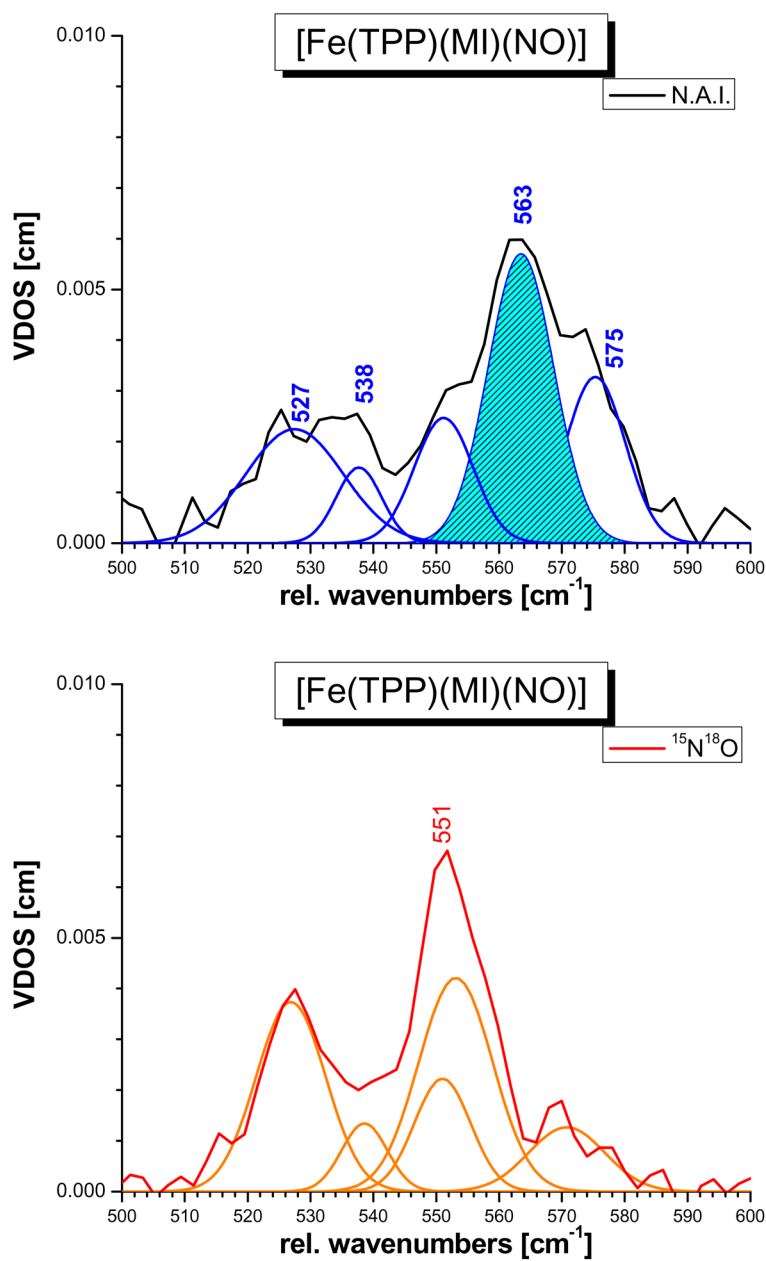 [Fe(TPP)(MI)(NO)]
N.A.I.
0.010
0.005
0.000
VDOS [cm]
527
538
563
575
500 510 520 530 540 550 560 570 580 590 600
rel. wavenumbers [cm⁻¹]
[Fe(TPP)(MI)(NO)]
¹⁵N¹⁸O
0.010
0.005
0.000
VDOS [cm]
551
500 510 520 530 540 550 560 570 580 590 600
rel. wavenumbers [cm⁻¹]